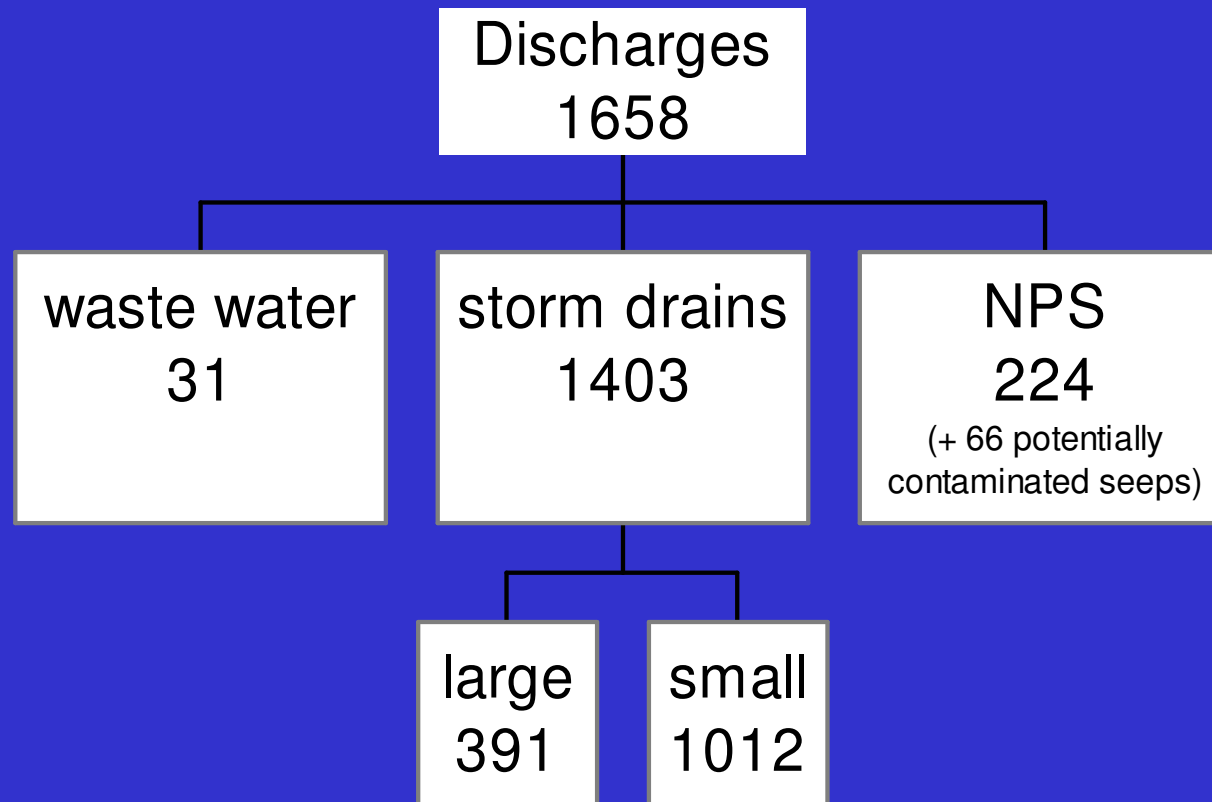 Discharges
1658
waste water
31
storm drains
1403
NPS
224
(+ 66 potentially
contaminated seeps)
large
391
small
1012